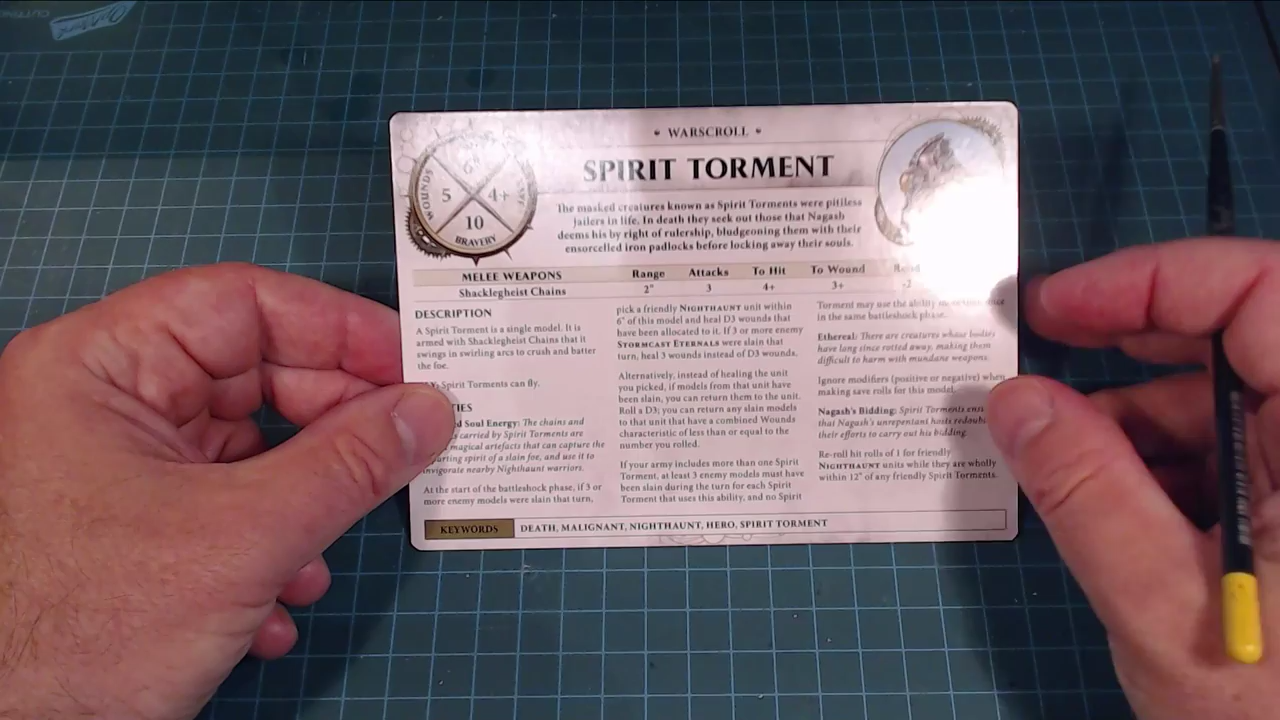 • WARSCROLL •
SPIRIT TORMENT
6"
5
4+
10
WOUNDS
BRAVERY
The masked creatures known as Spirit Torments were pitiless
jailers in life. In death they seek out those that Nagash
deems his by right of rulership, bludgeoning them with their
ensorcelled iron padlocks before locking away their souls.
MELEE WEAPONS Range Attacks To Hit To Wound
Shacklegheist Chains 2" 3 4+ 3+ -2
DESCRIPTION
A Spirit Torment is a single model. It is
armed with Shacklegheist Chains that it
swings in swirling arcs to crush and batter
the foe.
Spirit Torments can fly.
TIES
d Soul Energy: The chains and
carried by Spirit Torments are
magical artefacts that can capture the
arting spirit of a slain foe, and use it to
invigorate nearby Nighthaunt warriors.
At the start of the battleshock phase, if 3 or
more enemy models were slain that turn,
pick a friendly NIGHTHAUNT unit within
6" of this model and heal D3 wounds that
have been allocated to it. If 3 or more enemy
STORMCAST ETERNALS were slain that
turn, heal 3 wounds instead of D3 wounds.
Alternatively, instead of healing the unit
you picked, if models from that unit have
been slain, you can return them to the unit.
Roll a D3; you can return any slain models
to that unit that have a combined Wounds
characteristic of less than or equal to the
number you rolled.
If your army includes more than one Spirit
Torment, at least 3 enemy models must have
been slain during the turn for each Spirit
Torment that uses this ability, and no Spirit
Torment may use the ability more than once
in the same battleshock phase.
Ethereal: There are creatures whose bodies
have long since rotted away, making them
difficult to harm with mundane weapons.
Ignore modifiers (positive or negative) when
making save rolls for this model.
Nagash's Bidding: Spirit Torments ens
that Nagash's unrepentant hosts redoub
their efforts to carry out his bidding.
Re-roll hit rolls of 1 for friendly
NIGHTHAUNT units while they are wholly
within 12" of any friendly Spirit Torments.
KEYWORDS DEATH, MALIGNANT, NIGHTHAUNT, HERO, SPIRIT TORMENT